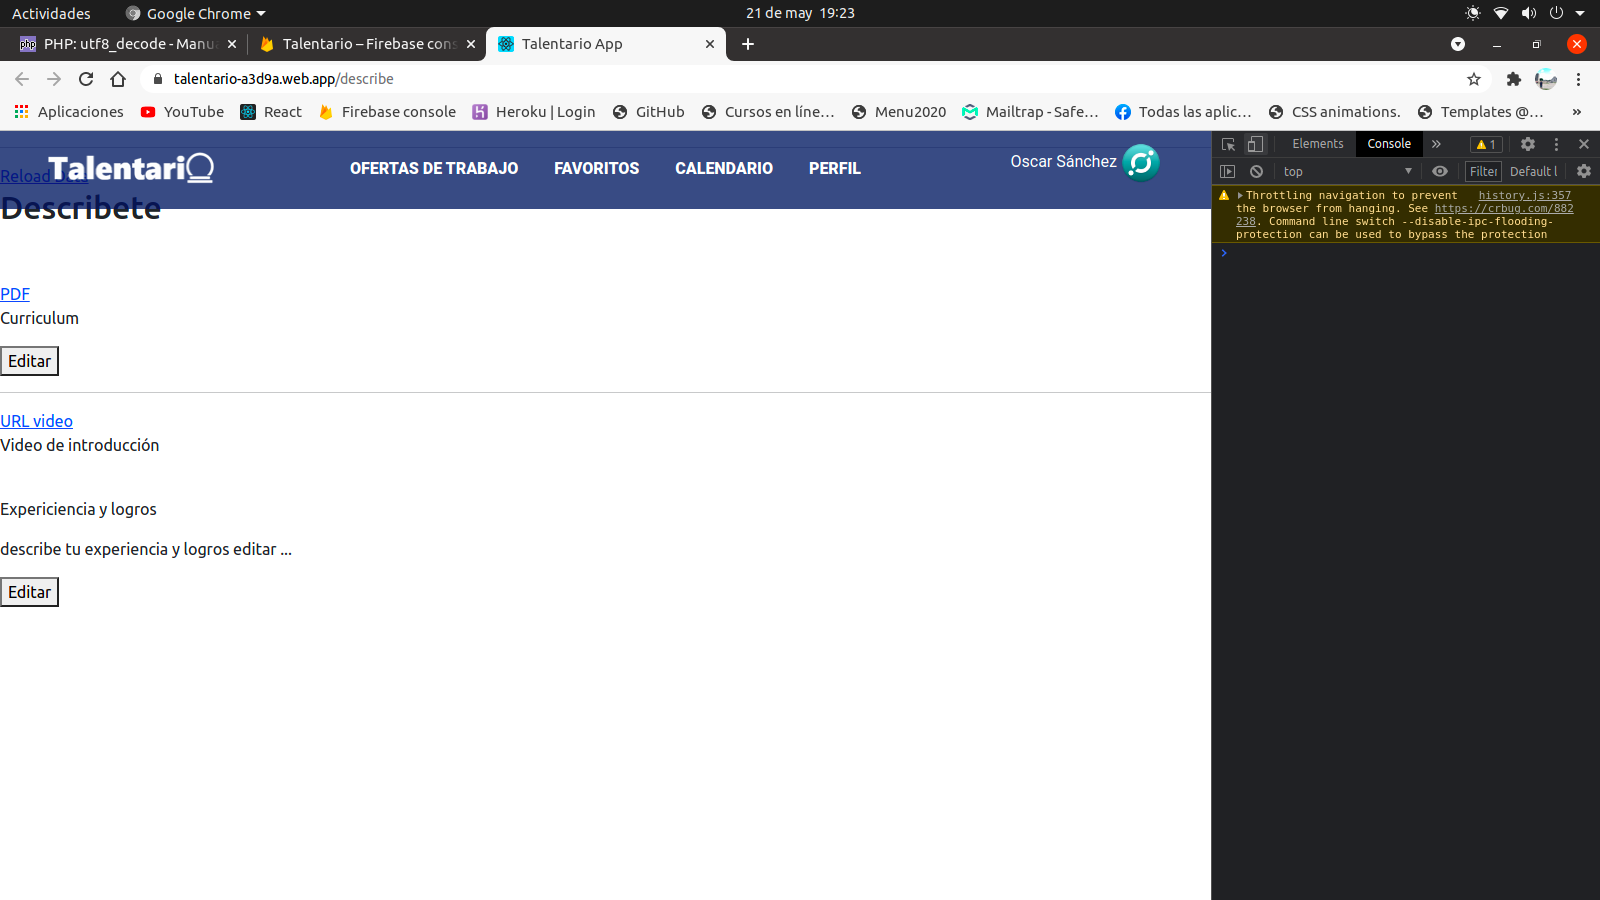 Actividades
Google Chrome
21 de may 19:23
PHP: utf8_decode - Manu
Talentario – Firebase cons
Talentario App
talentario-a3d9a.web.app/describe
Aplicaciones
YouTube
React
Firebase console
Heroku | Login
GitHub
Cursos en líne…
Menu2020
Mailtrap - Safe…
Todas las aplic…
CSS animations.
Templates @…
»
Talentario
OFERTAS DE TRABAJO
FAVORITOS
CALENDARIO
PERFIL
Oscar Sánchez
Reload Data
Describete
PDF
Curriculum
Editar
URL video
Video de introducción
Expericiencia y logros
describe tu experiencia y logros editar ...
Editar
Elements
Console
»
1
top
Filter
Default l
Throttling navigation to prevent history.js:357
the browser from hanging. See https://crbug.com/882
238. Command line switch --disable-ipc-flooding-
protection can be used to bypass the protection